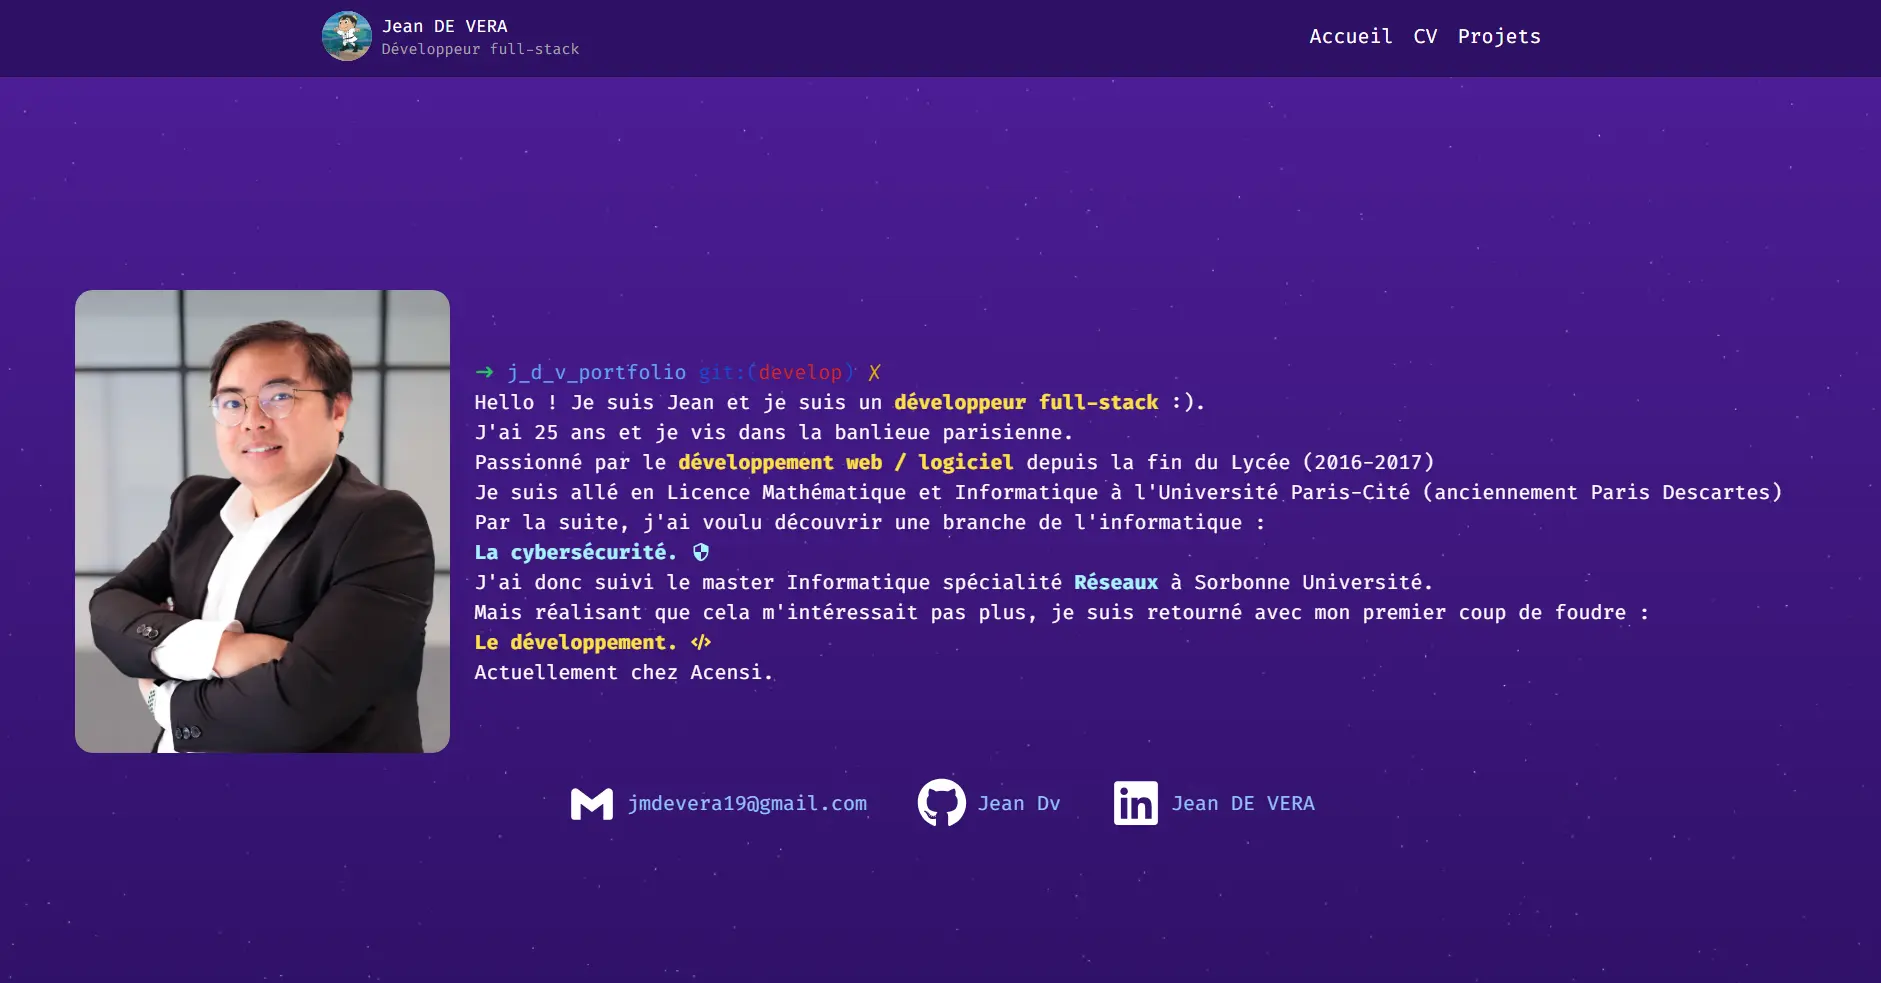 Jean DE VERA
Développeur full-stack
Accueil CV Projets
→ j_d_v_portfolio git:(develop) ✗
Hello ! Je suis Jean et je suis un développeur full-stack :).
J'ai 25 ans et je vis dans la banlieue parisienne.
Passionné par le développement web / logiciel depuis la fin du Lycée (2016-2017)
Je suis allé en Licence Mathématique et Informatique à l'Université Paris-Cité (anciennement Paris Descartes)
Par la suite, j'ai voulu découvrir une branche de l'informatique :
La cybersécurité.
J'ai donc suivi le master Informatique spécialité Réseaux à Sorbonne Université.
Mais réalisant que cela m'intéressait pas plus, je suis retourné avec mon premier coup de foudre :
Le développement. </>
Actuellement chez Acensi.
jmdevera19@gmail.com Jean Dv in Jean DE VERA